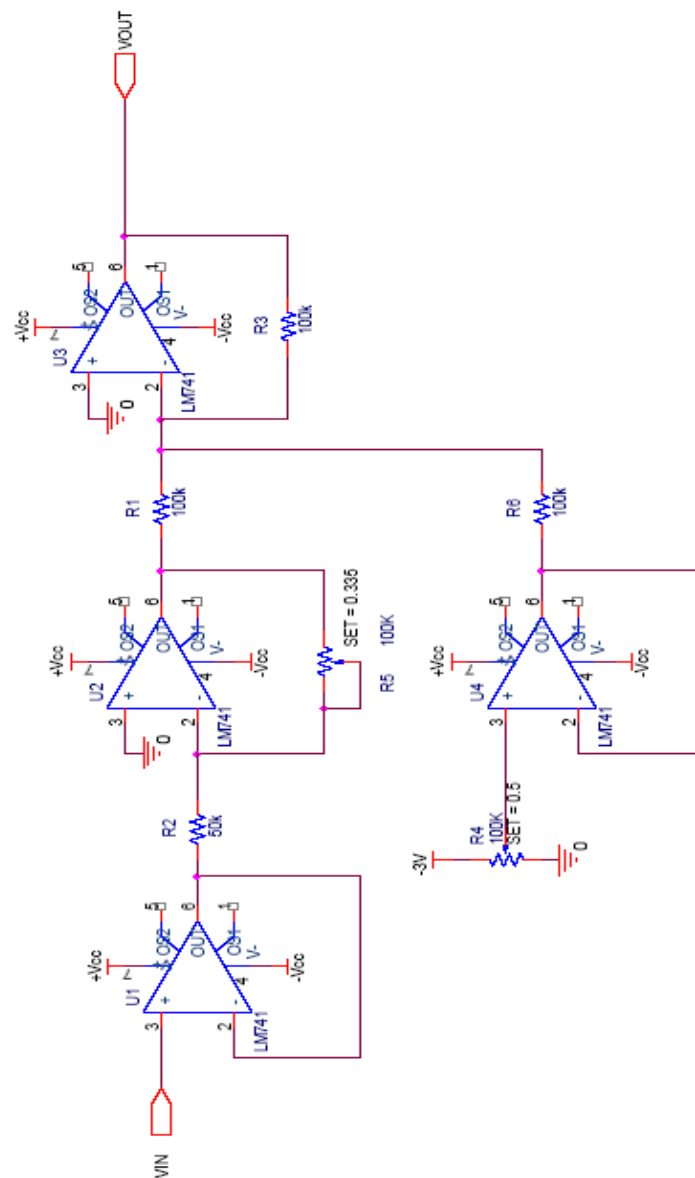 VOUT
+Vcc
5
OS2
7
6
OUT
U3
+
3
0
OS1
1
V-
4
-
2
-Vcc
LM741
R3
100k
R1
100k
R6
100k
+Vcc
5
OS2
7
6
OUT
U2
+
3
0
OS1
1
V-
4
-
2
-Vcc
LM741
SET = 0.335
100K
R5
+Vcc
5
OS2
7
6
OUT
U4
+
3
OS1
1
V-
4
-
2
-Vcc
LM741
R2
50k
-3V
R4
100K
SET = 0.5
0
+Vcc
5
OS2
7
6
OUT
U1
+
3
OS1
1
V-
4
-
2
-Vcc
LM741
VIN